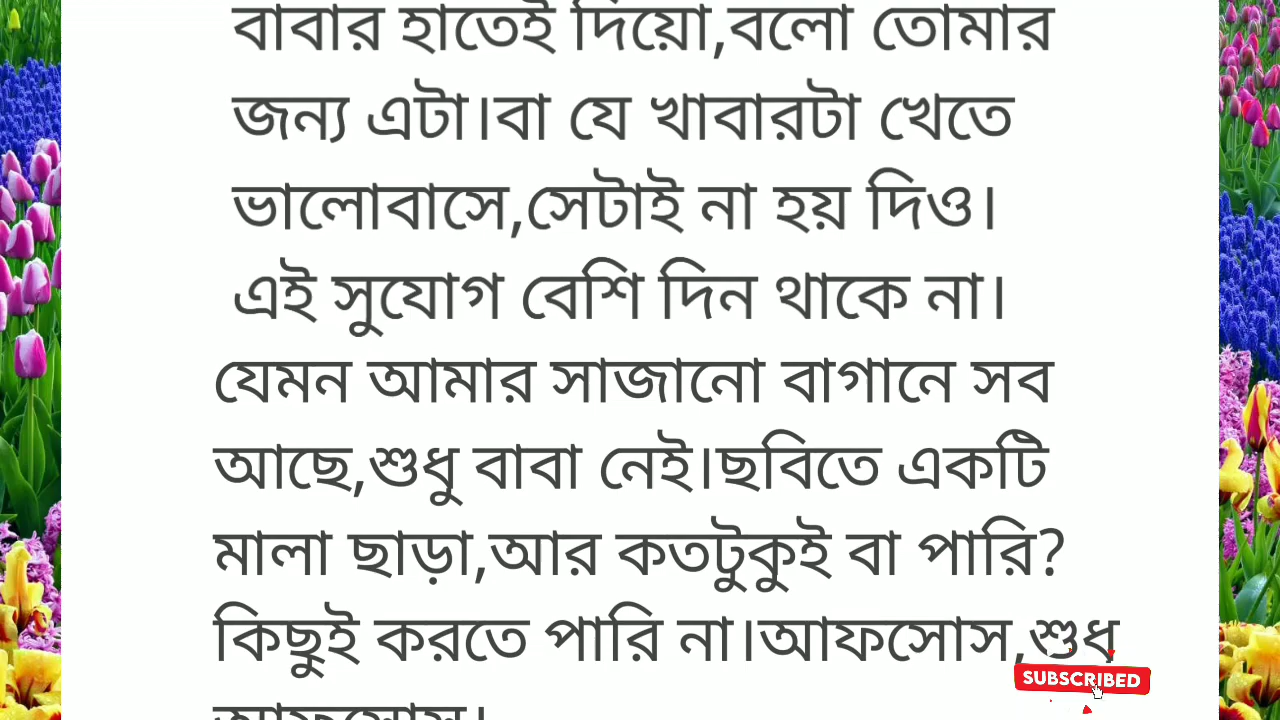 বাবার হাতেই দিয়ো,বলো তোমার
জন্য এটা।বা যে খাবারটা খেতে
ভালোবাসে,সেটাই না হয় দিও।
এই সুযোগ বেশি দিন থাকে না।
যেমন আমার সাজানো বাগানে সব
আছে,শুধু বাবা নেই।ছবিতে একটি
মালা ছাড়া,আর কতটুকুই বা পারি?
কিছুই করতে পারি না।আফসোস,শুধু
SUBSCRIBED